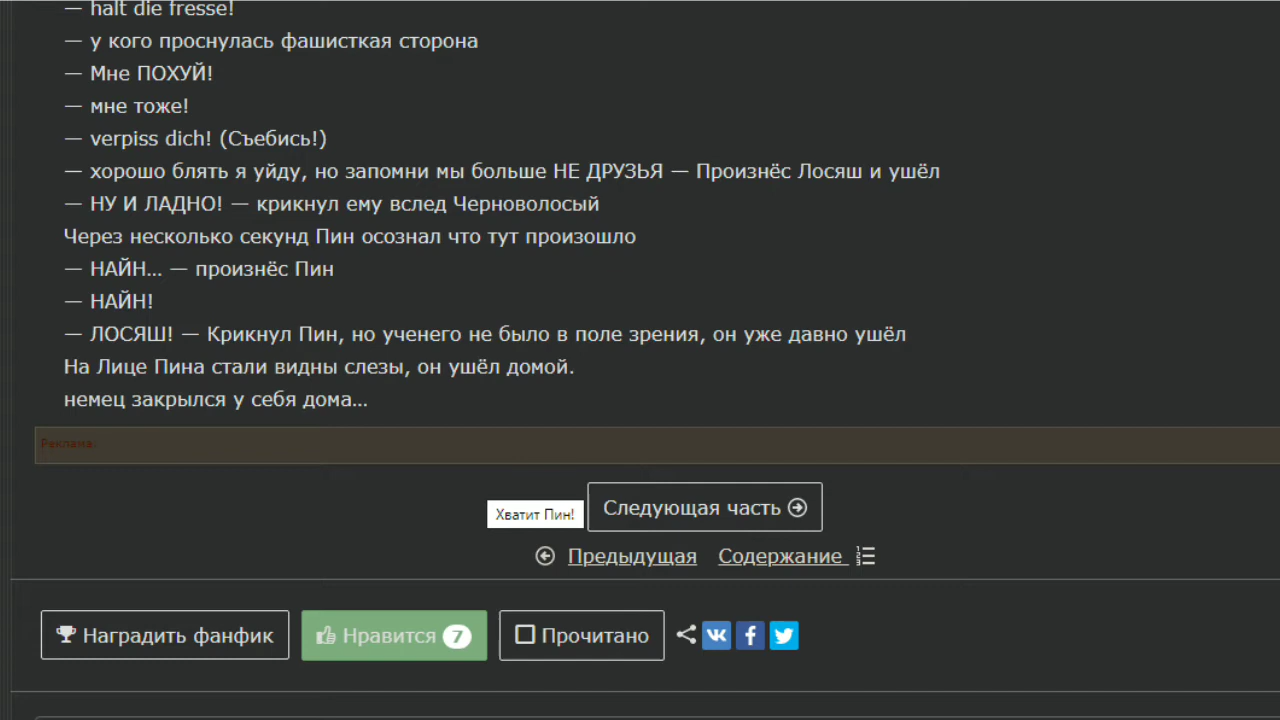 — halt die fresse!
— у кого проснулась фашисткая сторона
— Мне ПОХУЙ!
— мне тоже!
— verpiss dich! (Съебись!)
— хорошо блять я уйду, но запомни мы больше НЕ ДРУЗЬЯ — Произнёс Лосяш и ушёл
— НУ И ЛАДНО! — крикнул ему вслед Черноволосый
Через несколько секунд Пин осознал что тут произошло
— НАЙН... — произнёс Пин
— НАЙН!
— ЛОСЯШ! — Крикнул Пин, но ученего не было в поле зрения, он уже давно ушёл
На Лице Пина стали видны слезы, он ушёл домой.
немец закрылся у себя дома...
Реклама:
Следующая часть
Хватит Пин!
Предыдущая Содержание
Наградить фанфик Нравится 7 Прочитано